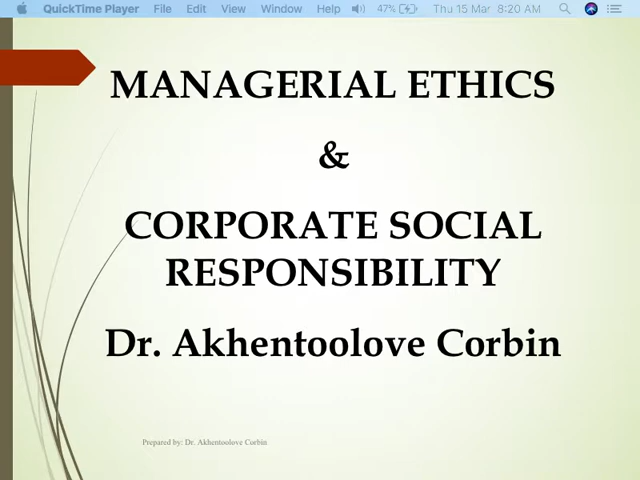 QuickTime Player File Edit View Window Help 47% Thu 15 Mar 8:20 AM
MANAGERIAL ETHICS
&
CORPORATE SOCIAL
RESPONSIBILITY
Dr. Akhentoolove Corbin
Prepared by: Dr. Akhentoolove Corbin